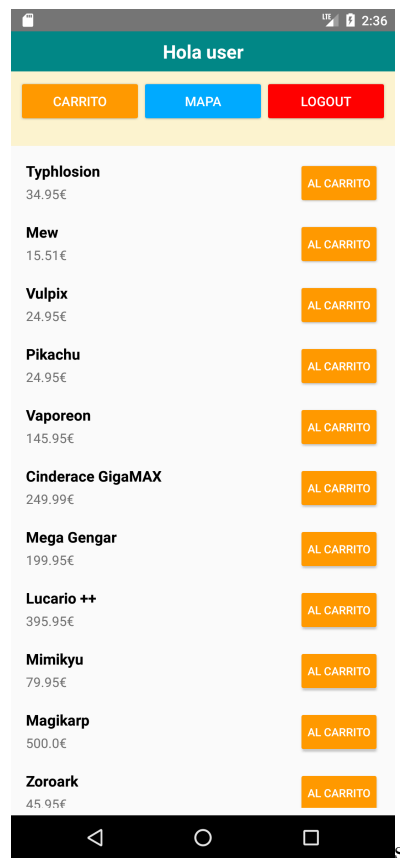 LTE 2:36
Hola user
CARRITO MAPA LOGOUT
Typhlosion
34.95€
AL CARRITO
Mew
15.51€
AL CARRITO
Vulpix
24.95€
AL CARRITO
Pikachu
24.95€
AL CARRITO
Vaporeon
145.95€
AL CARRITO
Cinderace GigaMAX
249.99€
AL CARRITO
Mega Gengar
199.95€
AL CARRITO
Lucario ++
395.95€
AL CARRITO
Mimikyu
79.95€
AL CARRITO
Magikarp
500.0€
AL CARRITO
Zoroark
45.95€
AL CARRITO